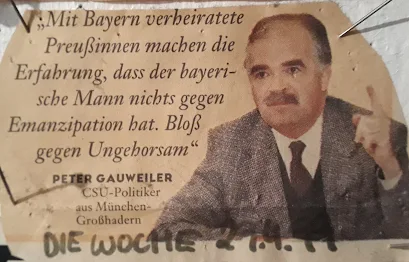 „Mit Bayern verheiratete
Preußinnen machen die
Erfahrung, dass der bayeri-
sche Mann nichts gegen
Emanzipation hat. Bloß
gegen Ungehorsam“
PETER GAUWEILER
CSU-Politiker
aus München-
Großhadern
DIE WOCHE